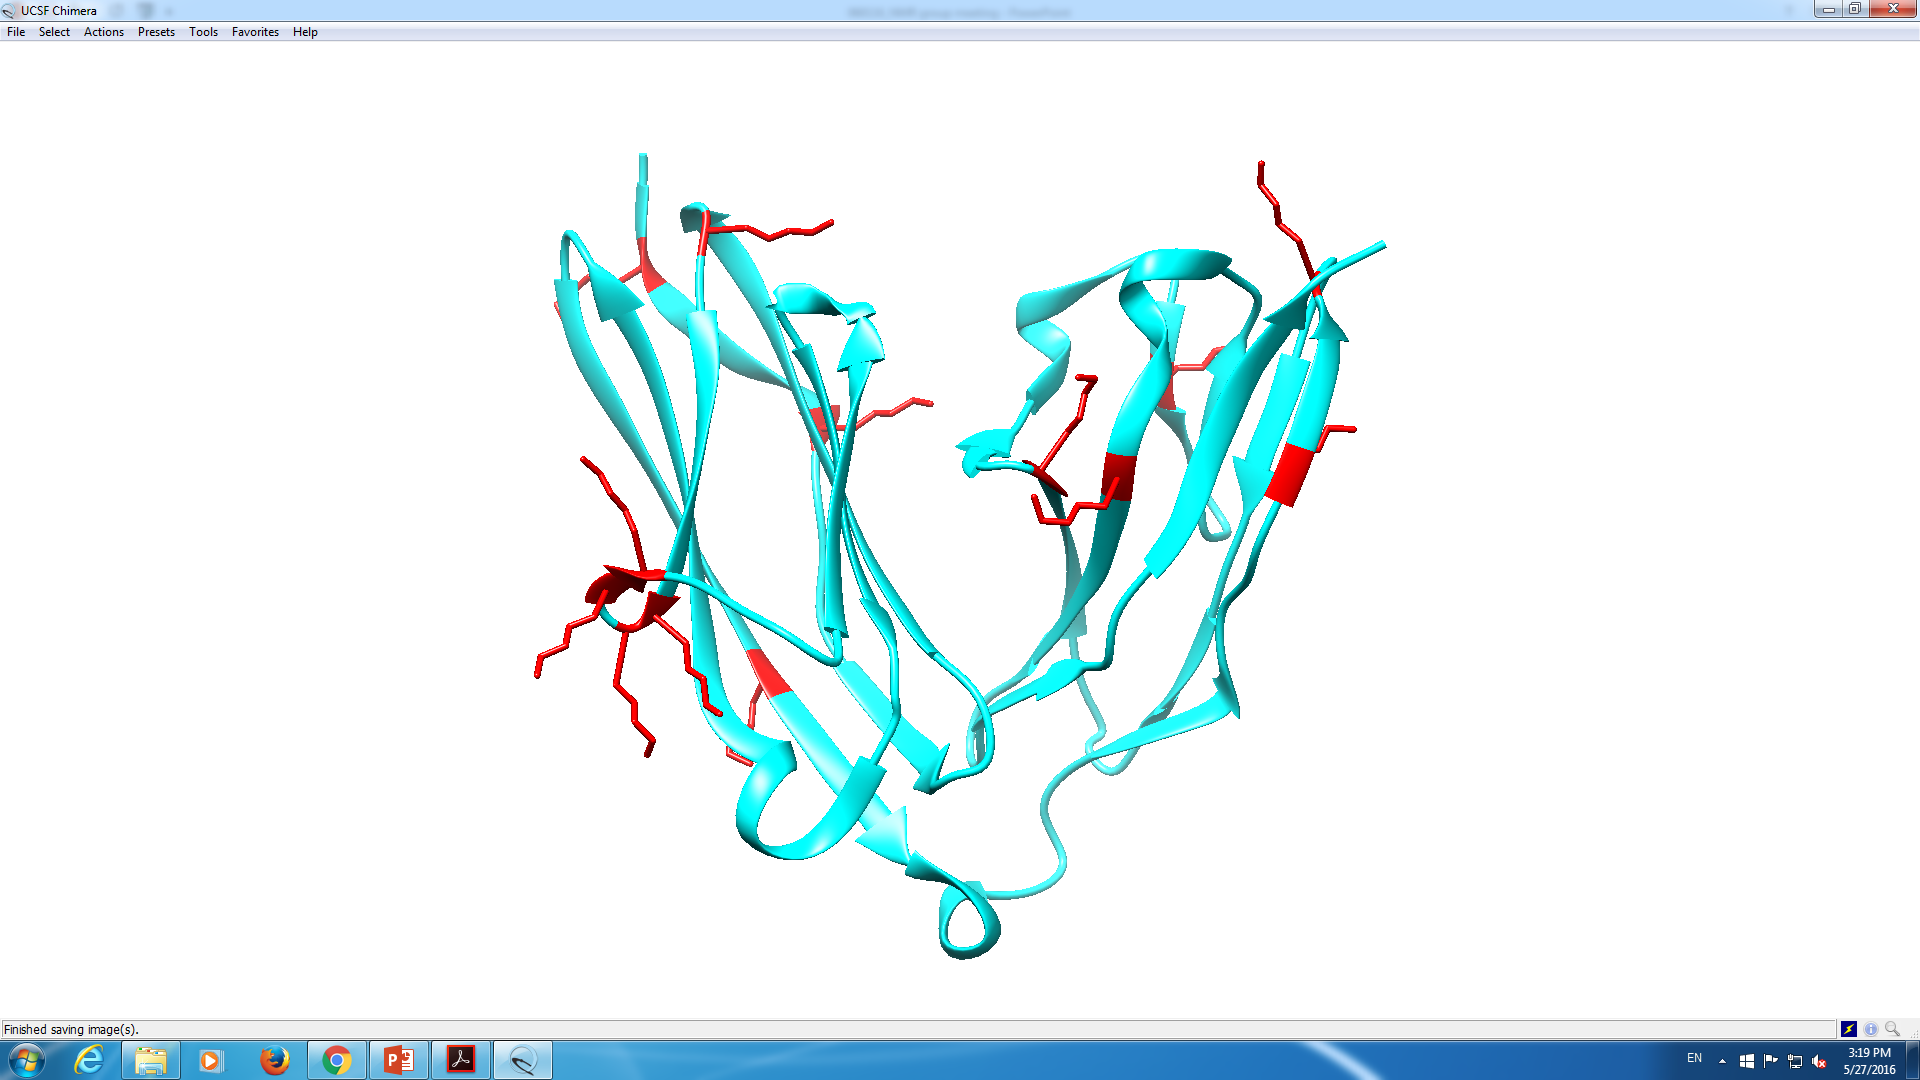 UCSF Chimera
File Select Actions Presets Tools Favorites Help
Finished saving image(s).
EN
3:19 PM
5/27/2016